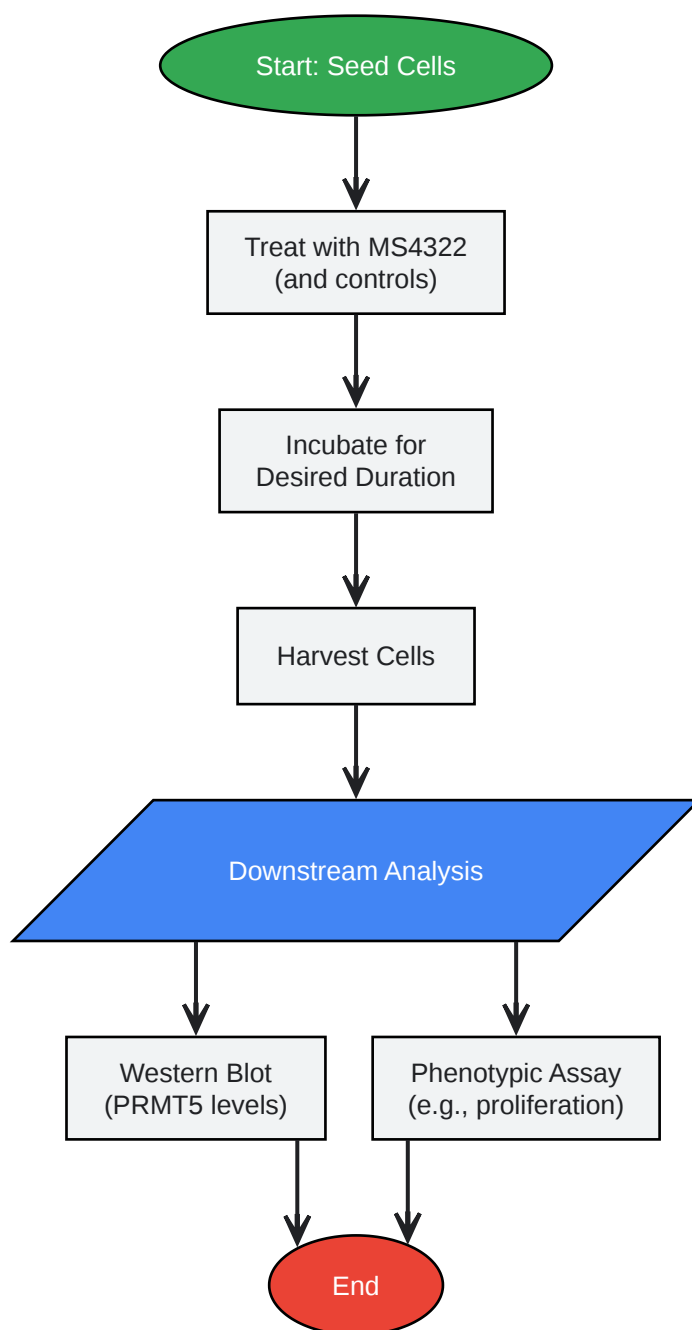 Start: Seed Cells
Treat with MS4322
(and controls)
Incubate for
Desired Duration
Harvest Cells
Downstream Analysis
Western Blot
(PRMT5 levels)
Phenotypic Assay
(e.g., proliferation)
End